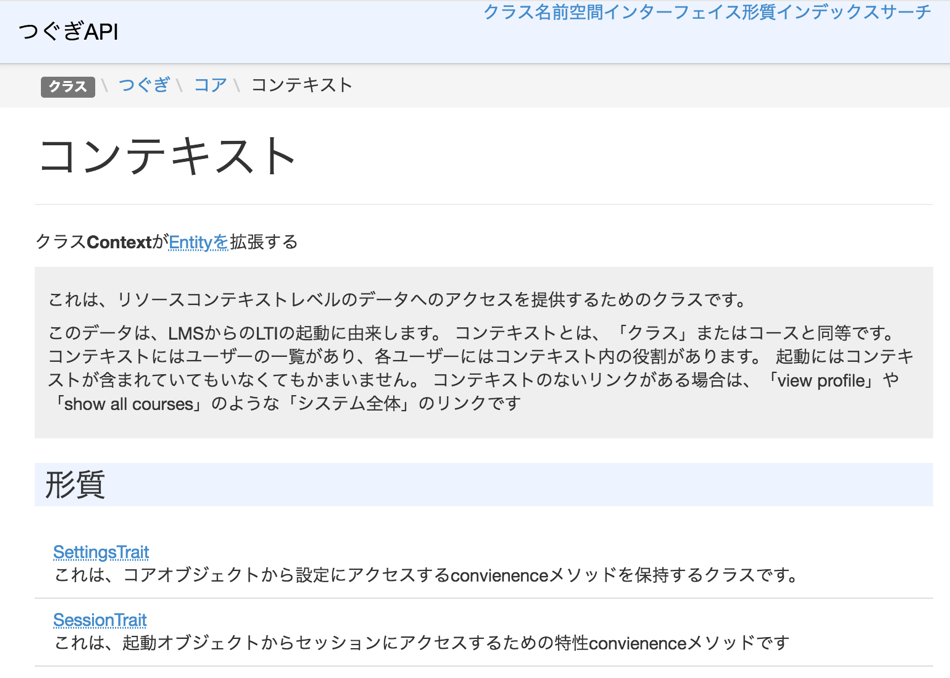 クラス名前空間インターフェイス形質インデックスサーチ
つぐぎAPI
クラス \ つぐぎ \ コア \ コンテキスト
コンテキスト
クラスContextがEntityを拡張する
これは、リソースコンテキストレベルのデータへのアクセスを提供するためのクラスです。
このデータは、LMSからのLTIの起動に由来します。 コンテキストとは、「クラス」またはコースと同等です。
コンテキストにはユーザーの一覧があり、各ユーザーにはコンテキスト内の役割があります。 起動にはコンテキ
ストが含まれていてもいなくてもかまいません。 コンテキストのないリンクがある場合は、「view profile」や
「show all courses」のような「システム全体」のリンクです
形質
SettingsTrait
これは、コアオブジェクトから設定にアクセスするconvienenceメソッドを保持するクラスです。
SessionTrait
これは、起動オブジェクトからセッションにアクセスするための特性convienenceメソッドです